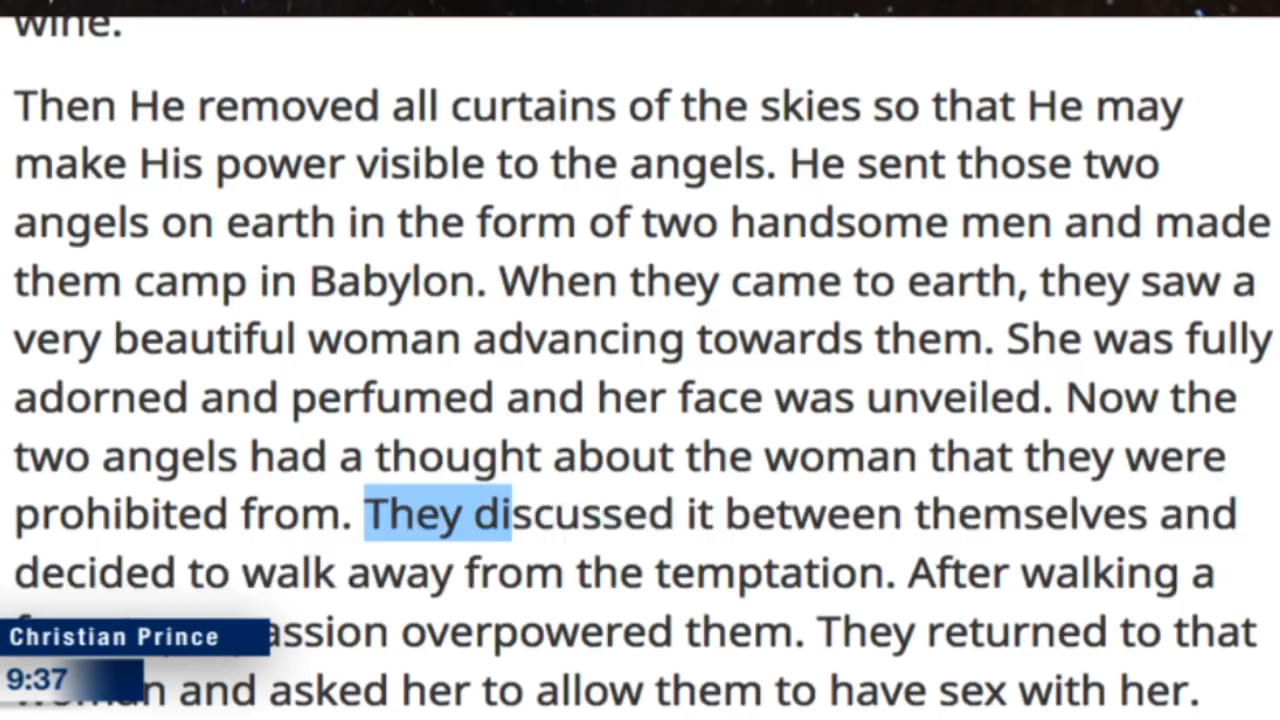 wine.
Then He removed all curtains of the skies so that He may
make His power visible to the angels. He sent those two
angels on earth in the form of two handsome men and made
them camp in Babylon. When they came to earth, they saw a
very beautiful woman advancing towards them. She was fully
adorned and perfumed and her face was unveiled. Now the
two angels had a thought about the woman that they were
prohibited from. They discussed it between themselves and
decided to walk away from the temptation. After walking a
assion overpowered them. They returned to that
Christian Prince
and asked her to allow them to have sex with her.
9:37